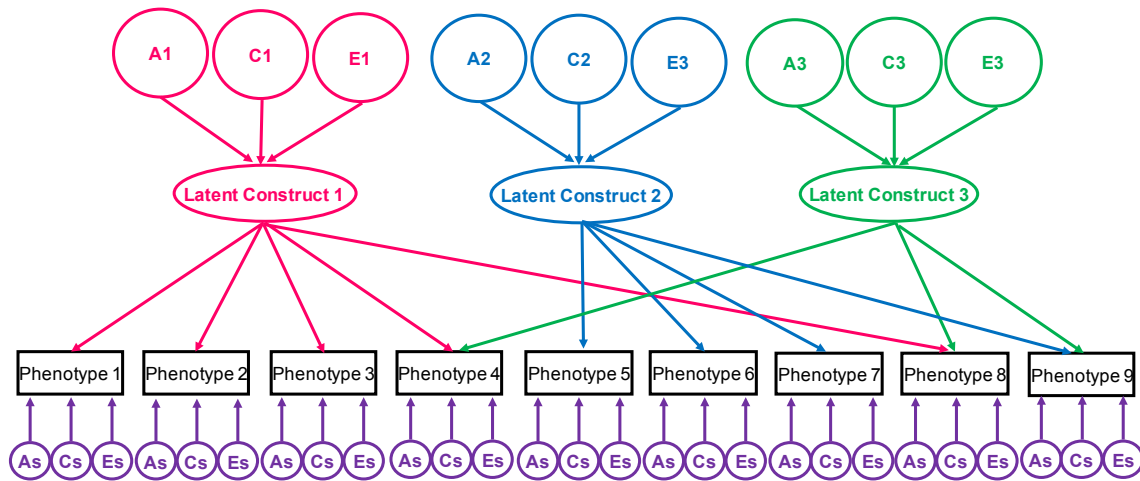 A1 C1 E1 A2 C2 E3 A3 C3 E3
Latent Construct 1 Latent Construct 2 Latent Construct 3
Phenotype 1 Phenotype 2 Phenotype 3 Phenotype 4 Phenotype 5 Phenotype 6 Phenotype 7 Phenotype 8 Phenotype 9
As Cs Es As Cs Es As Cs Es As Cs Es As Cs Es As Cs Es As Cs Es As Cs Es As Cs Es